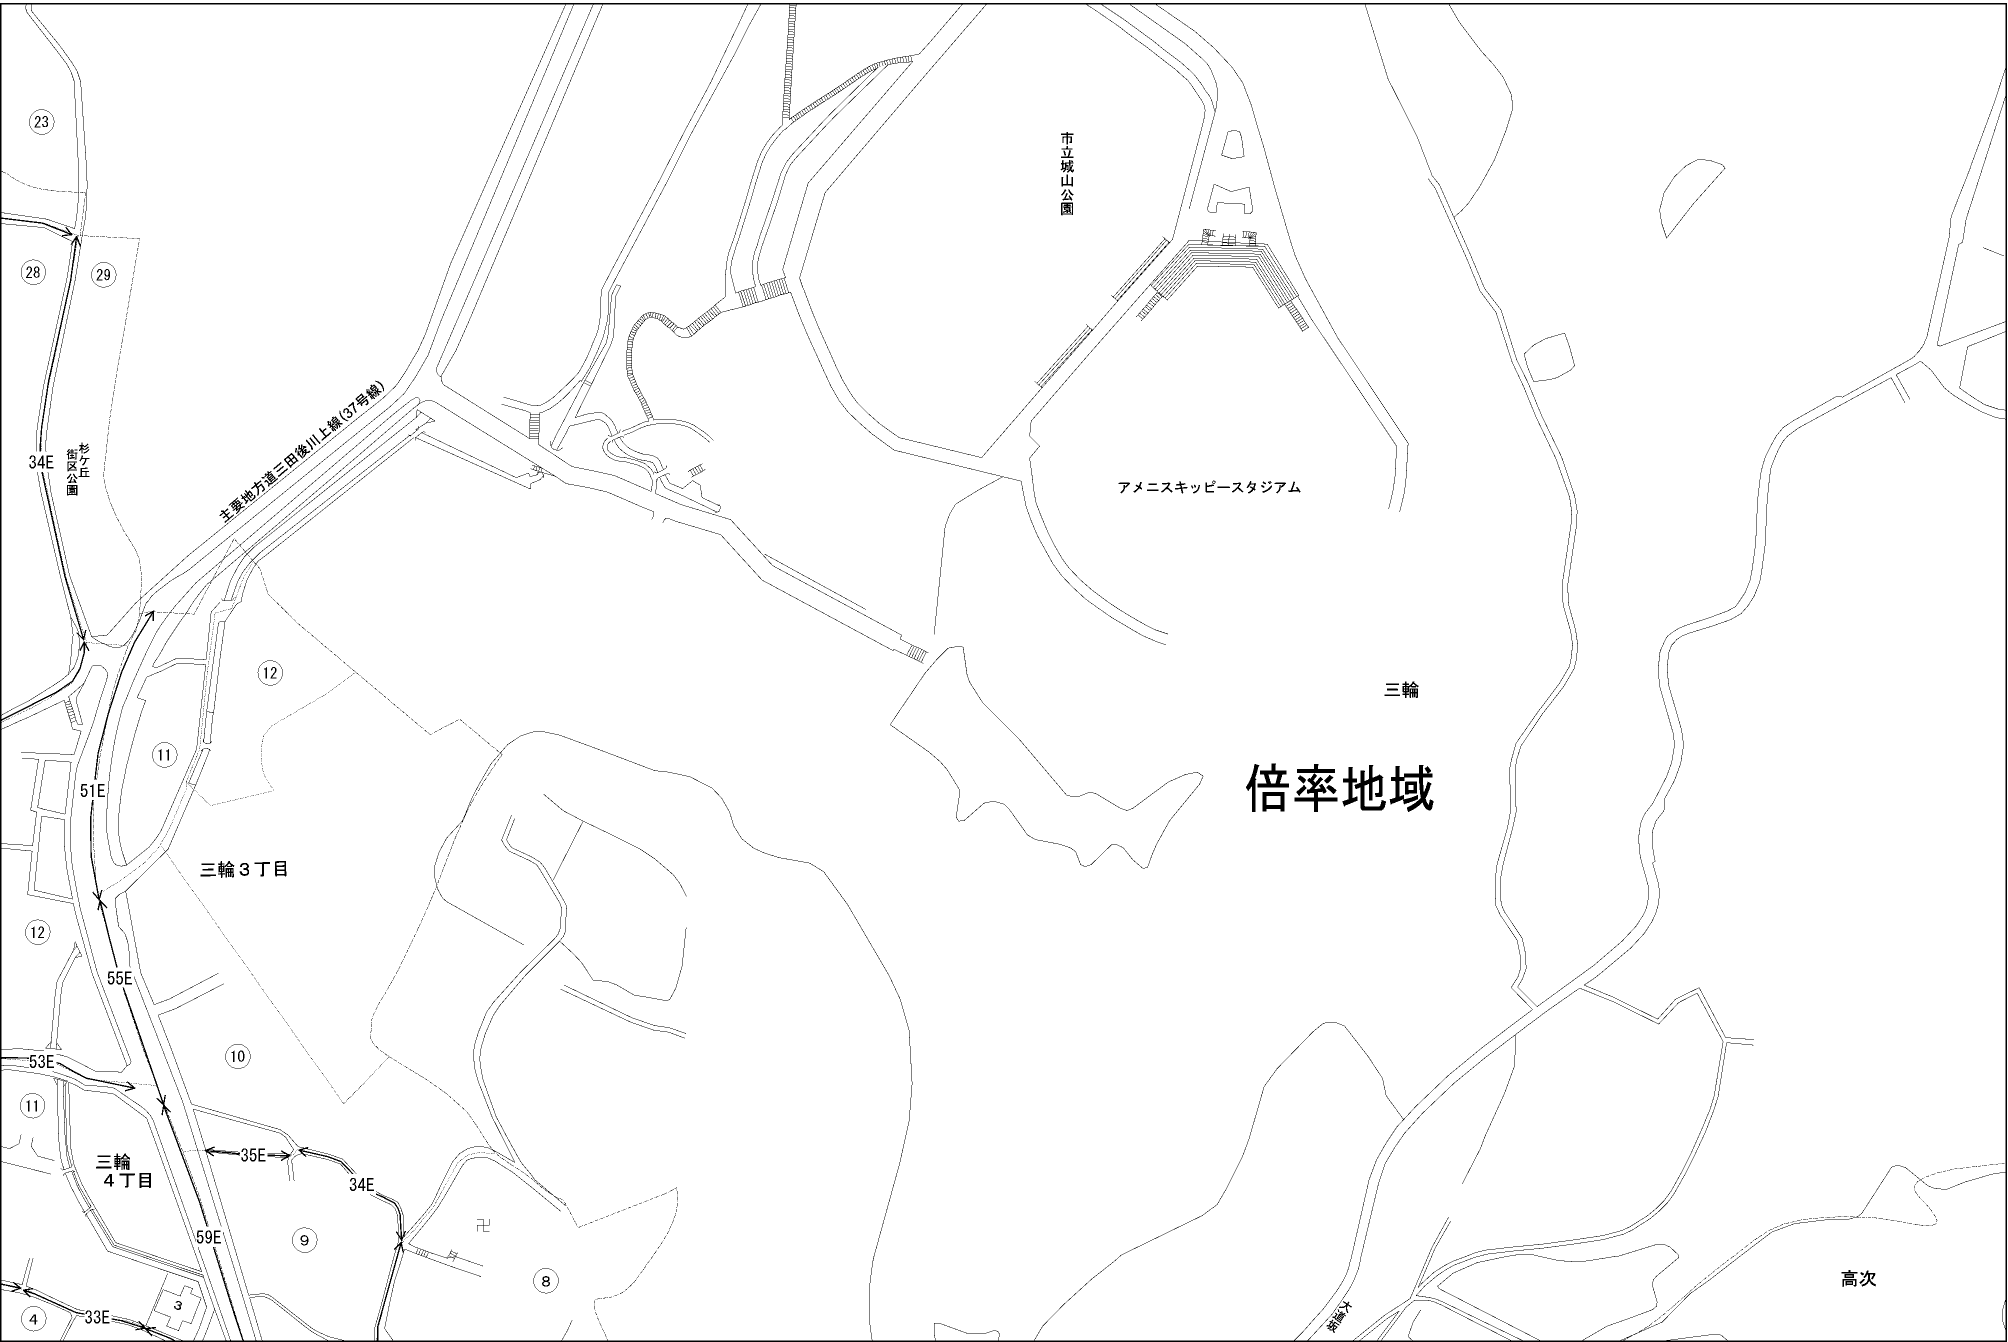 23
市立城山公園
28
29
34E
杉ケ丘
街区公園
主要地方道三田後川上線(37号線)
アメニスキッピースタジアム
12
三輪
11
51E
倍率地域
三輪3丁目
12
55E
10
53E
11
三輪
4丁目
35E
34E
59E
9
8
高次
3
4
33E
大道坂